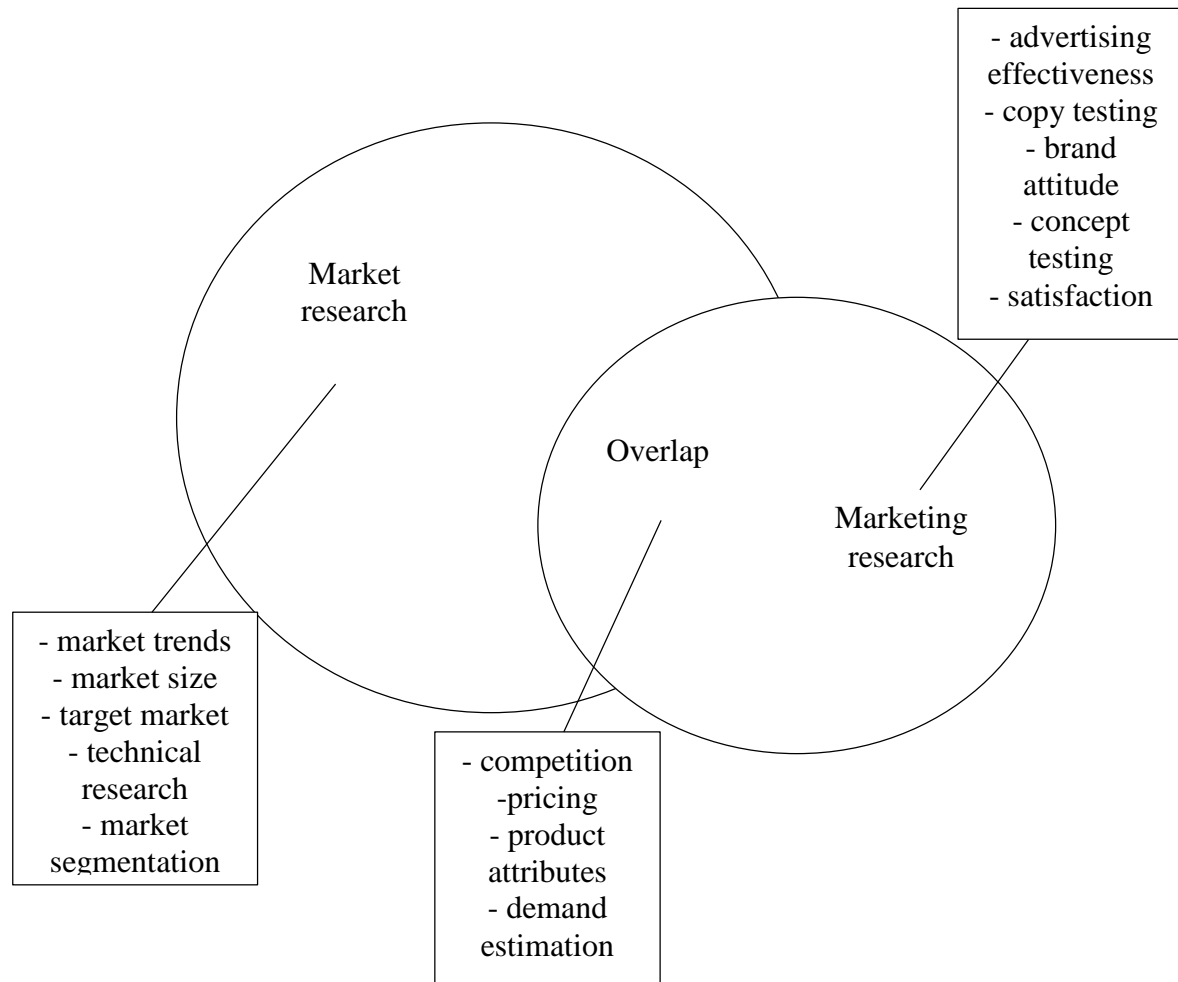 - advertising
effectiveness
- copy testing
- brand
attitude
- concept
testing
- satisfaction
Market
research
Overlap
Marketing
research
- market trends
- market size
- target market
- technical
research
- market
segmentation
- competition
-pricing
- product
attributes
- demand
estimation